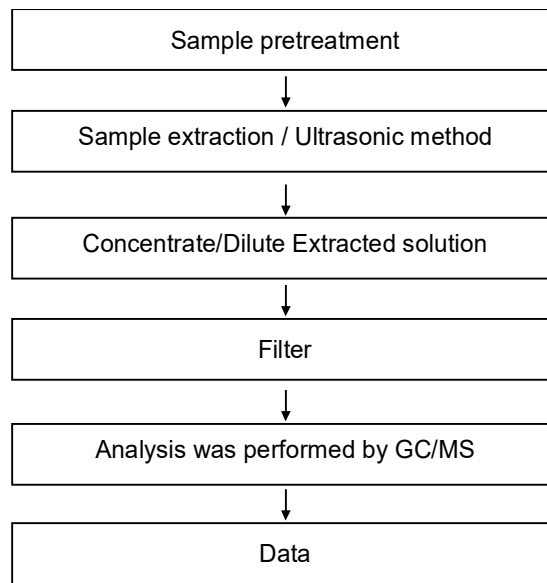 Sample pretreatment
Sample extraction / Ultrasonic method
Concentrate/Dilute Extracted solution
Filter
Analysis was performed by GC/MS
Data